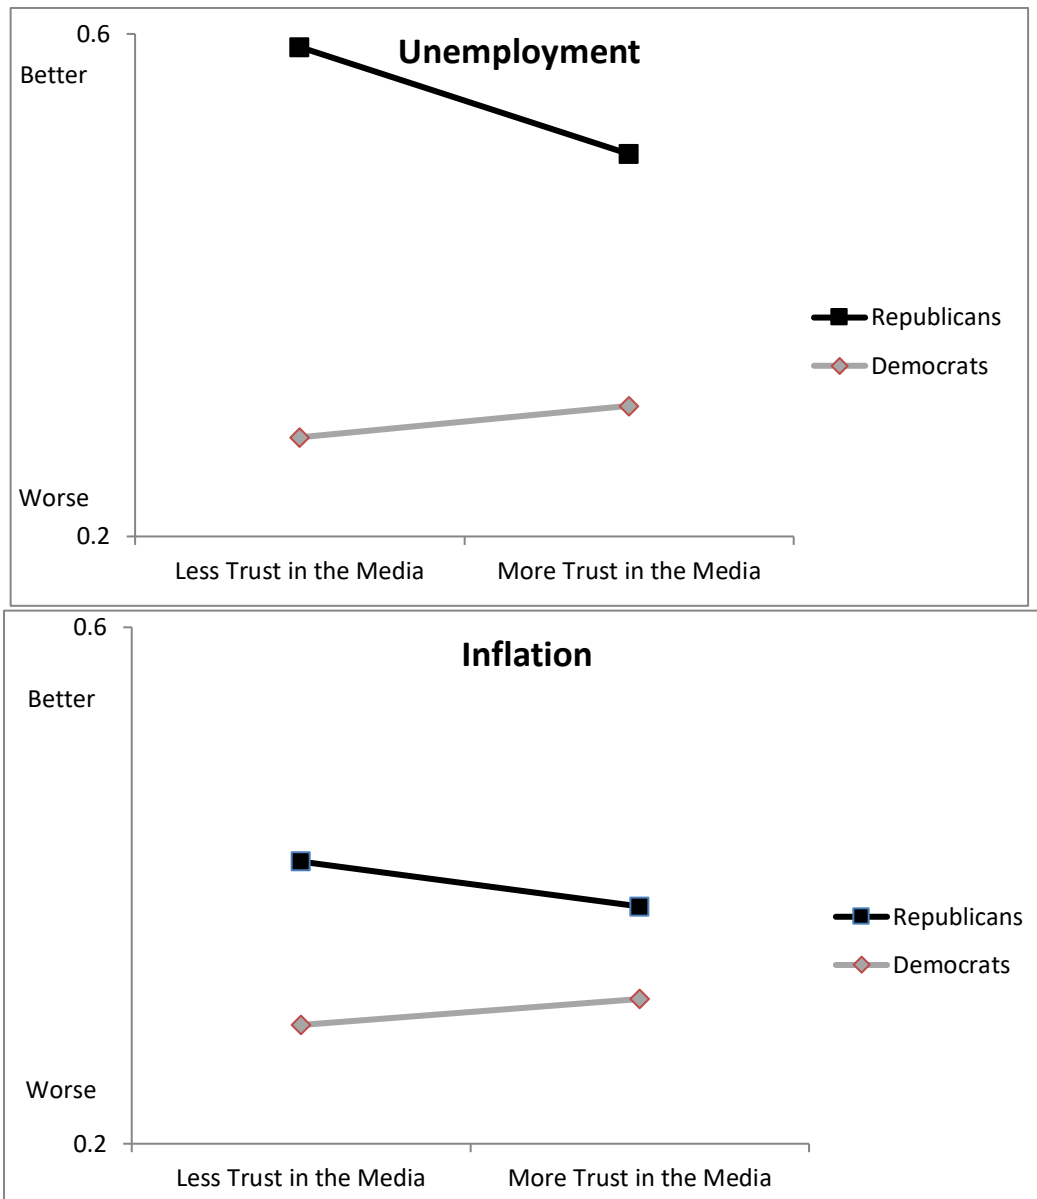 0.6
Unemployment
Better
Republicans
Democrats
Worse
0.2
Less Trust in the Media
More Trust in the Media
0.6
Inflation
Better
Republicans
Democrats
Worse
0.2
Less Trust in the Media
More Trust in the Media